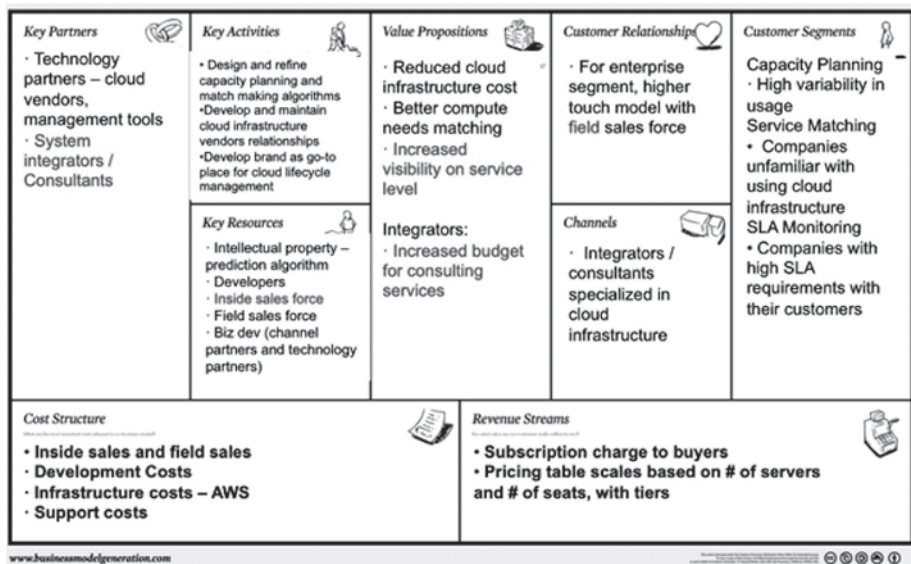 Key Partners
· Technology
partners – cloud
vendors,
management tools
· System
integrators /
Consultants
Key Activities
• Design and refine
capacity planning and
match making algorithms
•Develop and maintain
cloud infrastructure
vendors relationships
•Develop brand as go-to
place for cloud lifecycle
management
Key Resources
· Intellectual property –
prediction algorithm
· Developers
· Inside sales force
· Field sales force
· Biz dev (channel
partners and technology
partners)
Value Propositions
· Reduced cloud
infrastructure cost
· Better compute
needs matching
· Increased
visibility on service
level
Integrators:
· Increased budget
for consulting
services
Customer Relationships
· For enterprise
segment, higher
touch model with
field sales force
Channels
· Integrators /
consultants
specialized in
cloud
infrastructure
Customer Segments
Capacity Planning
· High variability in
usage
Service Matching
• Companies
unfamiliar with
using cloud
infrastructure
SLA Monitoring
• Companies with
high SLA
requirements with
their customers
Cost Structure
• Inside sales and field sales
· Development Costs
• Infrastructure costs – AWS
· Support costs
Revenue Streams
• Subscription charge to buyers
• Pricing table scales based on # of servers
and # of seats, with tiers
www.businessmodelgeneration.com